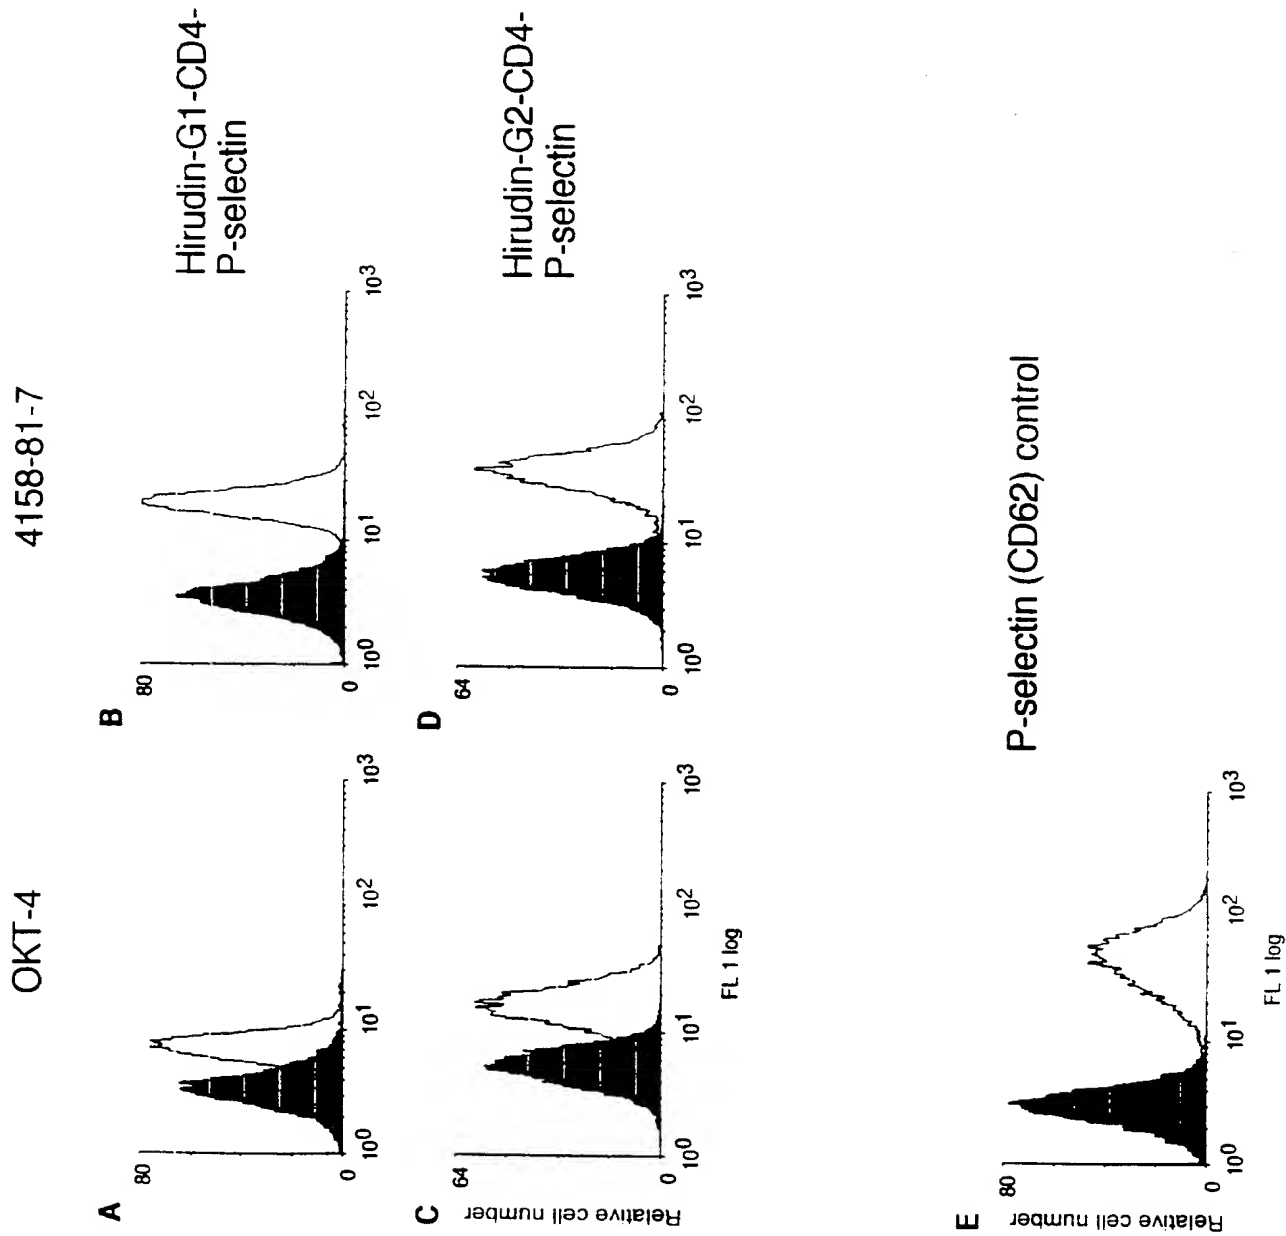 OKT-4
4158-81-7
A
80
0
10⁰
10¹
10²
10³
B
80
0
10⁰
10¹
10²
10³
Hirudin-G1-CD4-
P-selectin
C
Relative cell number
64
0
10⁰
10¹
10²
10³
FL 1 log
D
64
0
10⁰
10¹
10²
10³
Hirudin-G2-CD4-
P-selectin
E
P-selectin (CD62) control
Relative cell number
80
0
10⁰
10¹
10²
10³
FL 1 log